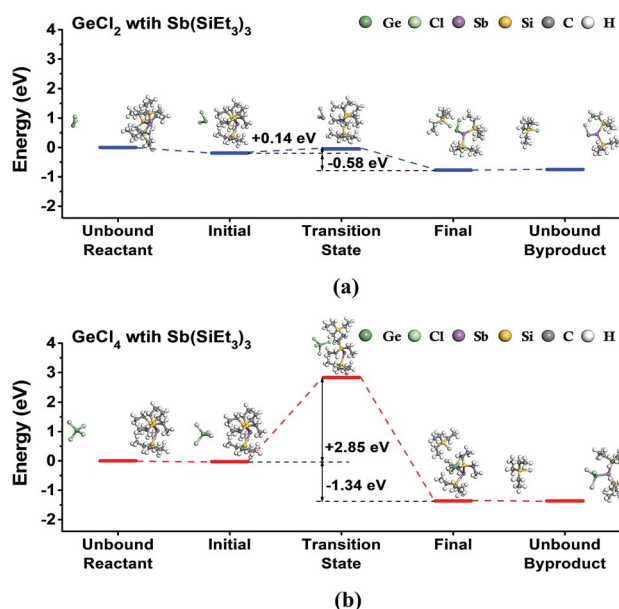 GeCl2 wtih Sb(SiEt3)3
Ge Cl Sb Si C H
Energy (eV)
4
3
2
1
0
-1
-2
+0.14 eV
-0.58 eV
Unbound Reactant
Initial
Transition State
Final
Unbound Byproduct
(a)
GeCl4 wtih Sb(SiEt3)3
Ge Cl Sb Si C H
Energy (eV)
4
3
2
1
0
-1
-2
+2.85 eV
-1.34 eV
Unbound Reactant
Initial
Transition State
Final
Unbound Byproduct
(b)